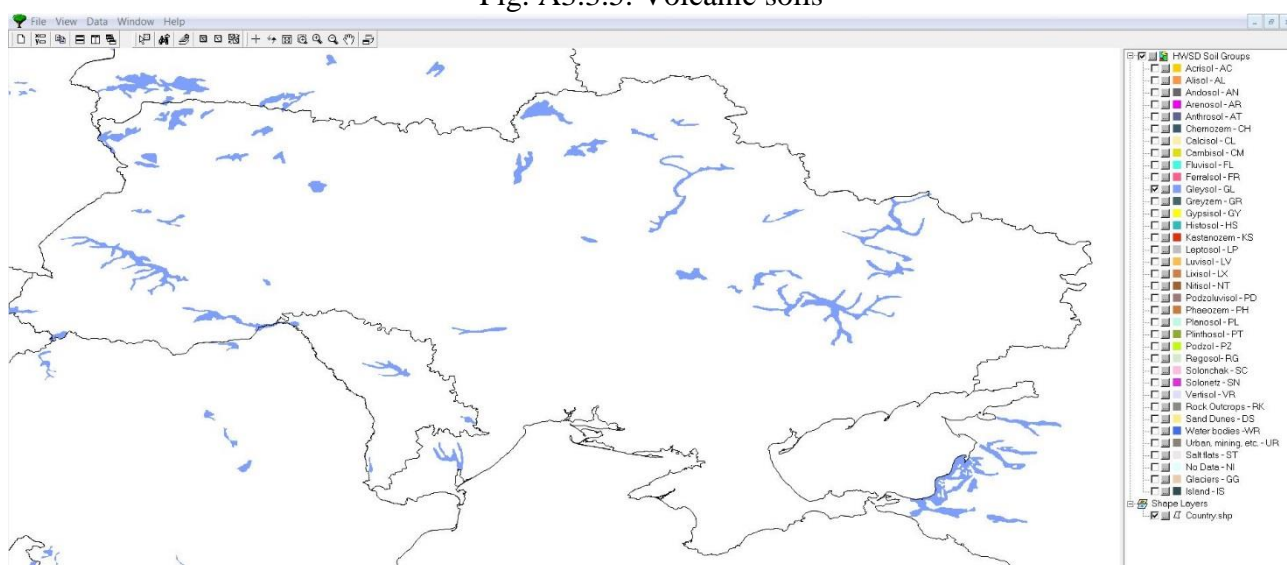 Fig. A3.3.3. Volcanic soils
File View Data Window Help
HWSD Soil Groups
Acrisol - AC
Alisol - AL
Andosol - AN
Arenosol - AR
Anthrosol - AT
Chernozem - CH
Calcisol - CL
Cambisol - CM
Fluvisol - FL
Ferralsol - FR
Gleysol - GL
Greyzem - GR
Gypsisol - GY
Histosol - HS
Kastanozem - KS
Leptosol - LP
Luvisol - LV
Lixisol - LX
Nitisol - NT
Podzoluvisol - PD
Pheeozem - PH
Planosol - PL
Plinthosol - PT
Podzol - PZ
Regosol - RG
Solonchak - SC
Solonetz - SN
Vertisol - VR
Rock Outcrops - RK
Sand Dunes - DS
Water bodies -WR
Urban, mining, etc. - UR
Salt flats - ST
No Data - NI
Glaciers - GG
Island - IS
Shape Layers
Country.shp